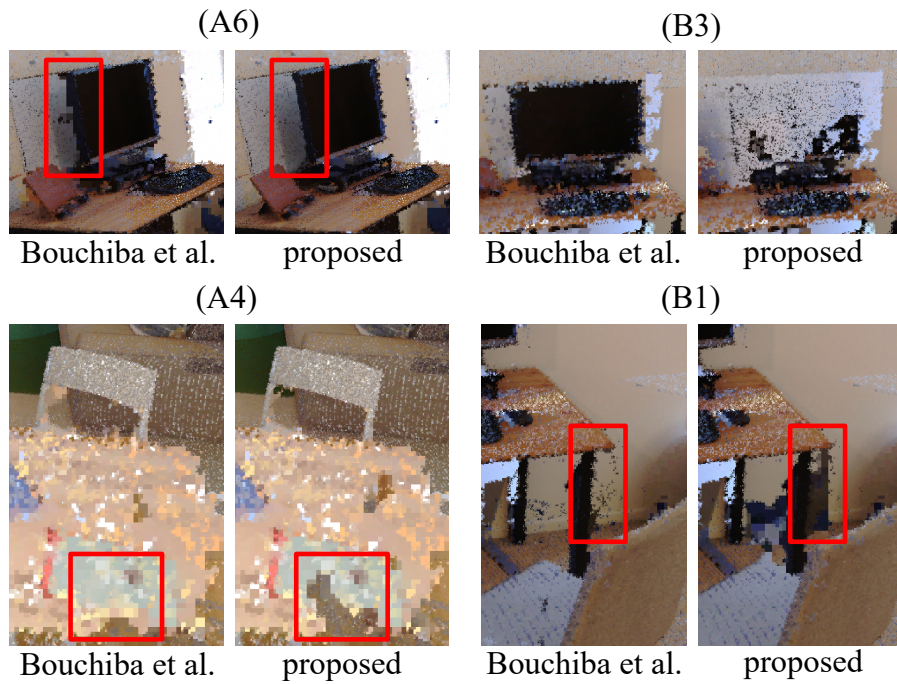 (A6)
(B3)
Bouchiba et al.
proposed
Bouchiba et al.
proposed
(A4)
(B1)
Bouchiba et al.
proposed
Bouchiba et al.
proposed